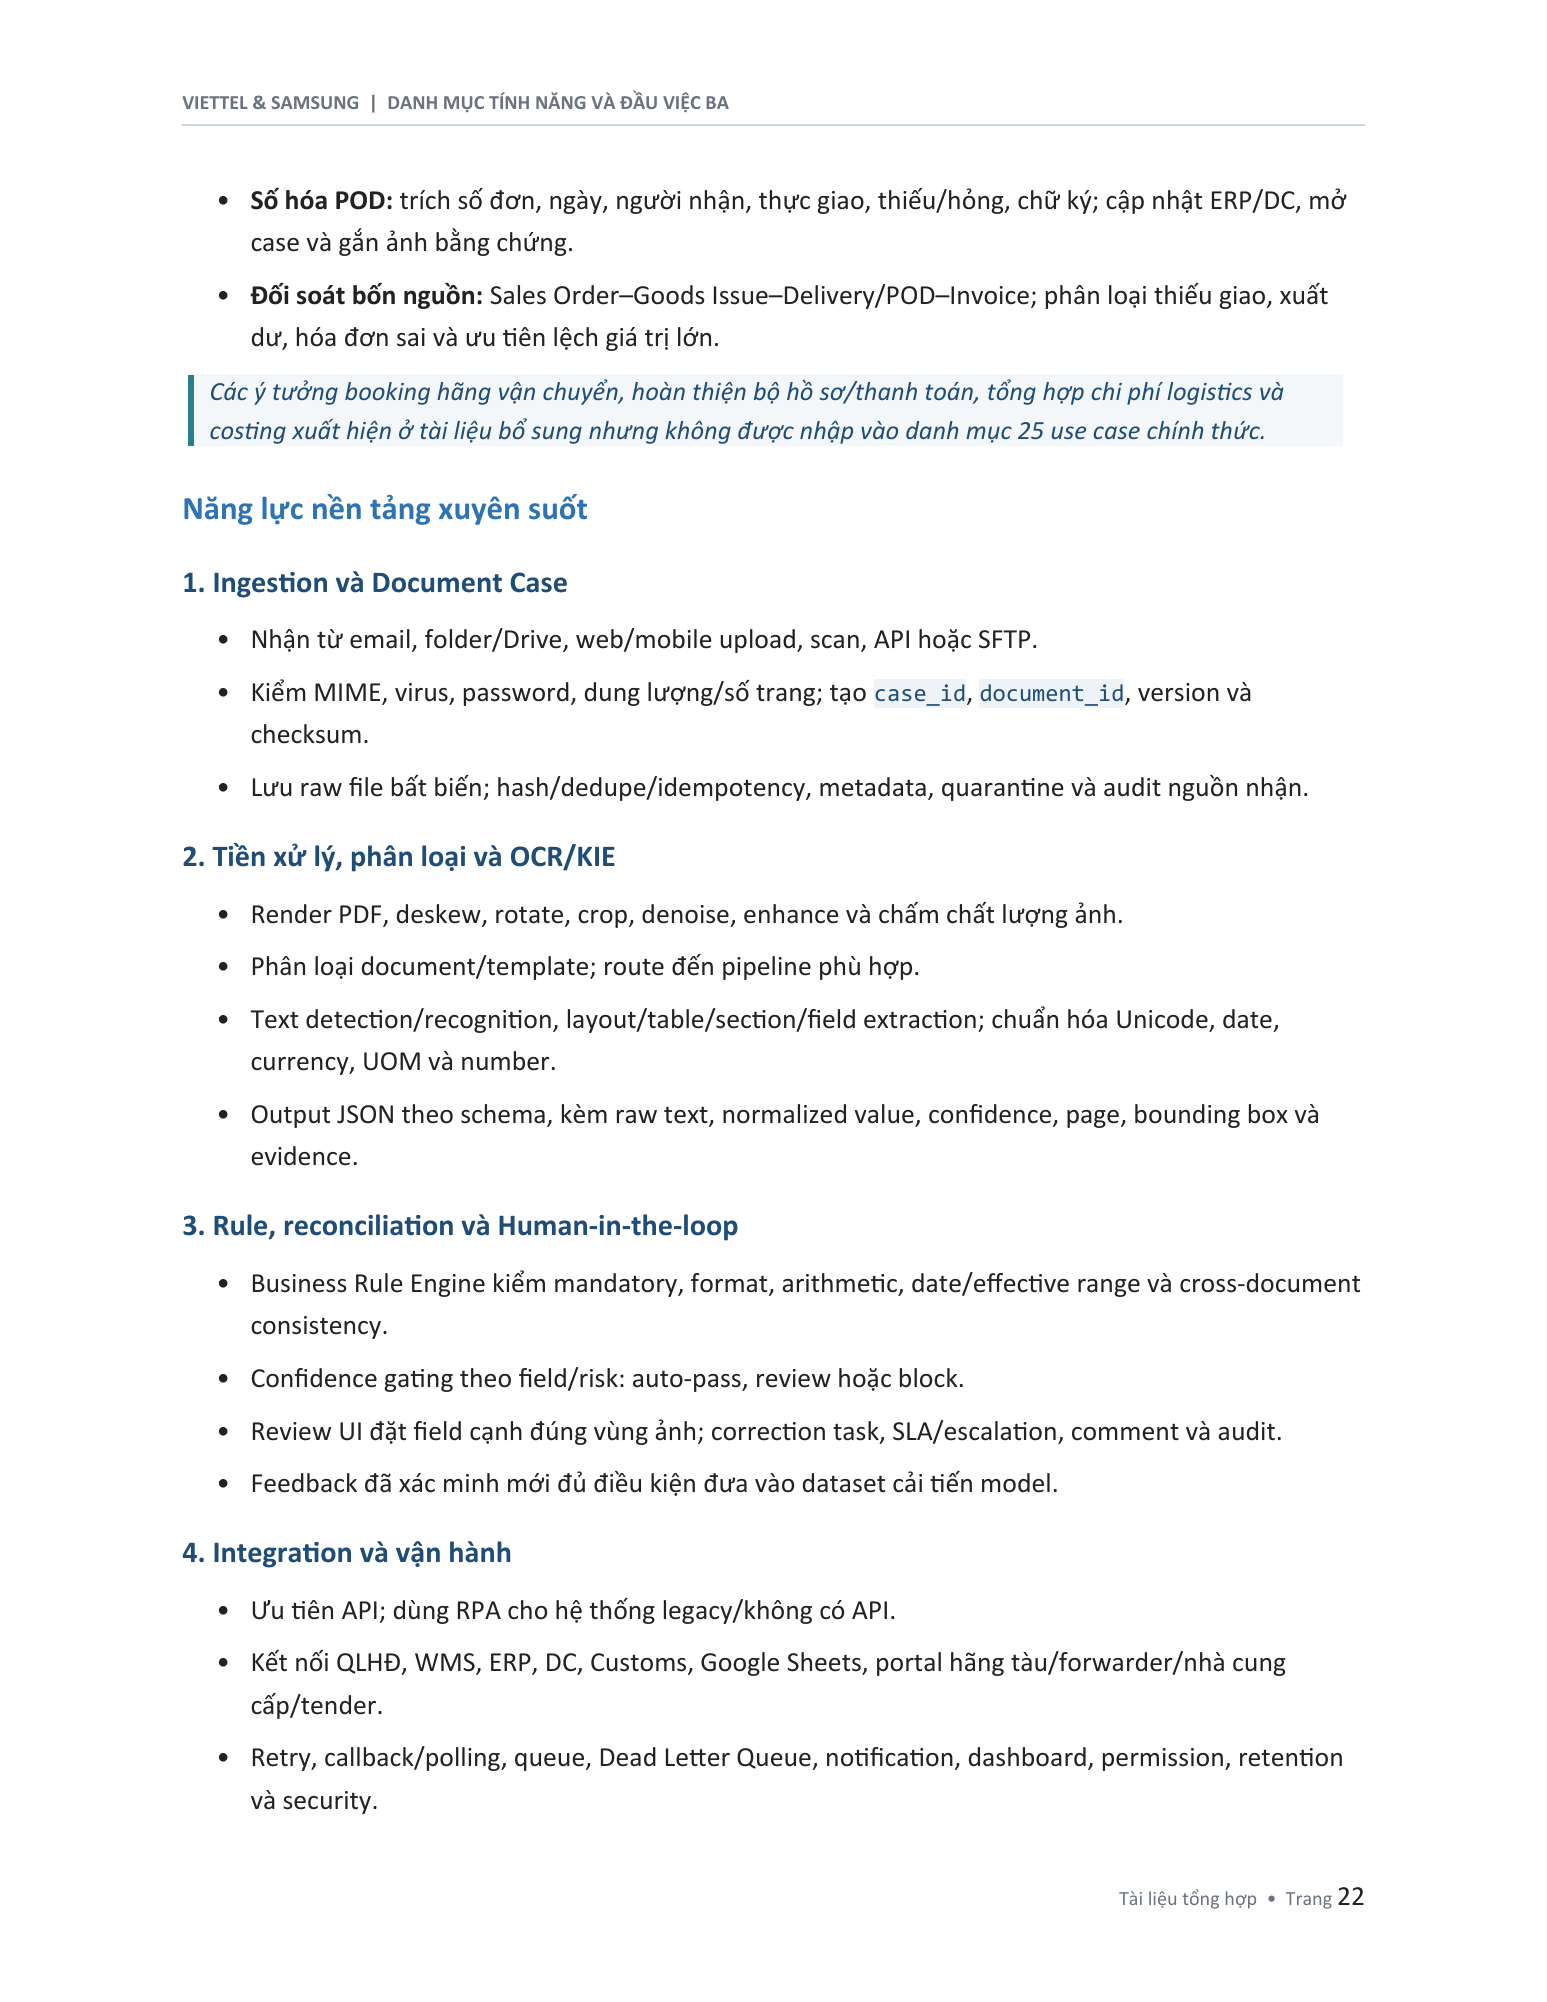 VIETTEL & SAMSUNG | DANH MỤC TÍNH NĂNG VÀ ĐẦU VIỆC BA
• Số hóa POD: trích số đơn, ngày, người nhận, thực giao, thiếu/hỏng, chữ ký; cập nhật ERP/DC, mở
case và gắn ảnh bằng chứng.
• Đối soát bốn nguồn: Sales Order–Goods Issue–Delivery/POD–Invoice; phân loại thiếu giao, xuất
dư, hóa đơn sai và ưu tiên lệch giá trị lớn.
Các ý tưởng booking hãng vận chuyển, hoàn thiện bộ hồ sơ/thanh toán, tổng hợp chi phí logistics và
costing xuất hiện ở tài liệu bổ sung nhưng không được nhập vào danh mục 25 use case chính thức.
Năng lực nền tảng xuyên suốt
1. Ingestion và Document Case
• Nhận từ email, folder/Drive, web/mobile upload, scan, API hoặc SFTP.
• Kiểm MIME, virus, password, dung lượng/số trang; tạo case_id, document_id, version và
checksum.
• Lưu raw file bất biến; hash/dedupe/idempotency, metadata, quarantine và audit nguồn nhận.
2. Tiền xử lý, phân loại và OCR/KIE
• Render PDF, deskew, rotate, crop, denoise, enhance và chấm chất lượng ảnh.
• Phân loại document/template; route đến pipeline phù hợp.
• Text detection/recognition, layout/table/section/field extraction; chuẩn hóa Unicode, date,
currency, UOM và number.
• Output JSON theo schema, kèm raw text, normalized value, confidence, page, bounding box và
evidence.
3. Rule, reconciliation và Human-in-the-loop
• Business Rule Engine kiểm mandatory, format, arithmetic, date/effective range và cross-document
consistency.
• Confidence gating theo field/risk: auto-pass, review hoặc block.
• Review UI đặt field cạnh đúng vùng ảnh; correction task, SLA/escalation, comment và audit.
• Feedback đã xác minh mới đủ điều kiện đưa vào dataset cải tiến model.
4. Integration và vận hành
• Ưu tiên API; dùng RPA cho hệ thống legacy/không có API.
• Kết nối QLHĐ, WMS, ERP, DC, Customs, Google Sheets, portal hãng tàu/forwarder/nhà cung
cấp/tender.
• Retry, callback/polling, queue, Dead Letter Queue, notification, dashboard, permission, retention
và security.
Tài liệu tổng hợp • Trang 22